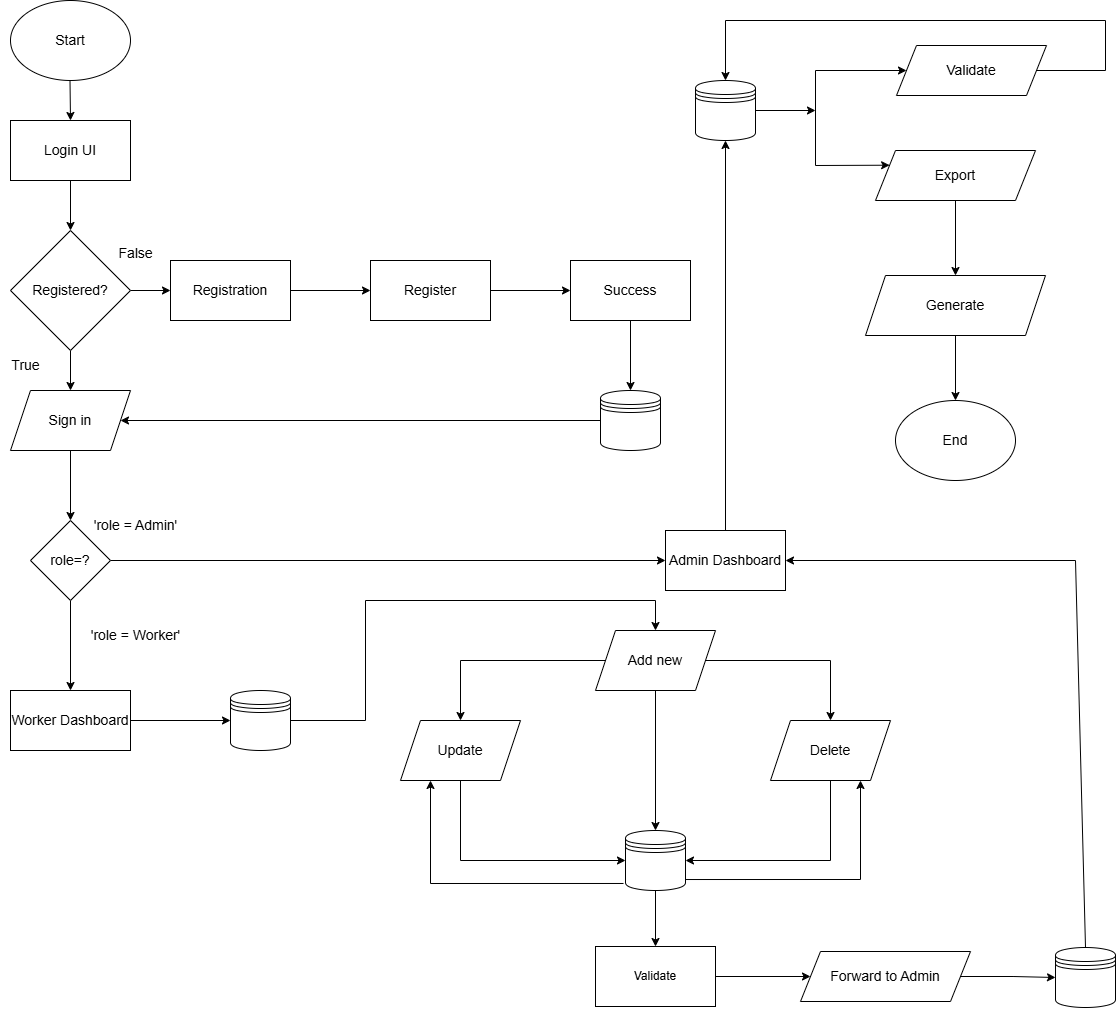 Start
Login UI
Registered?
False
Registration
Register
Success
True
Sign in
role=?
'role = Admin'
'role = Worker'
Worker Dashboard
Admin Dashboard
Validate
Export
Generate
End
Add new
Update
Delete
Validate
Forward to Admin